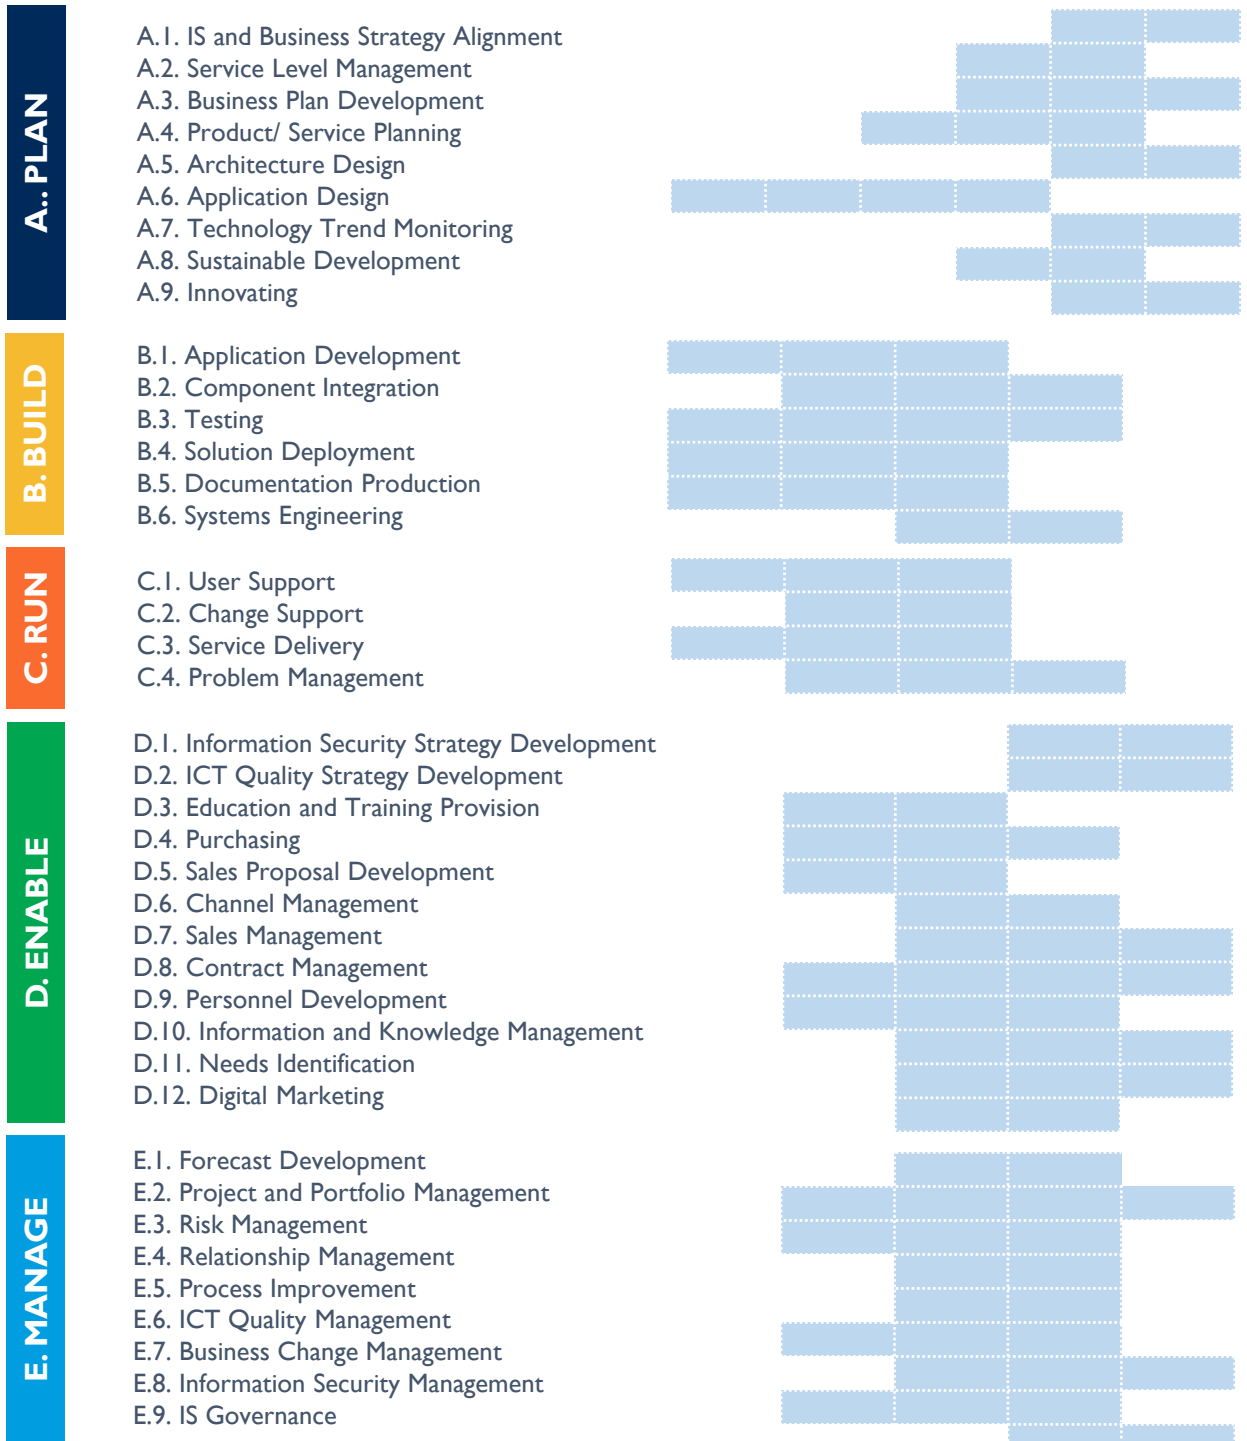 A.. PLAN
A.1. IS and Business Strategy Alignment
A.2. Service Level Management
A.3. Business Plan Development
A.4. Product/ Service Planning
A.5. Architecture Design
A.6. Application Design
A.7. Technology Trend Monitoring
A.8. Sustainable Development
A.9. Innovating
B. BUILD
B.1. Application Development
B.2. Component Integration
B.3. Testing
B.4. Solution Deployment
B.5. Documentation Production
B.6. Systems Engineering
C. RUN
C.1. User Support
C.2. Change Support
C.3. Service Delivery
C.4. Problem Management
D. ENABLE
D.1. Information Security Strategy Development
D.2. ICT Quality Strategy Development
D.3. Education and Training Provision
D.4. Purchasing
D.5. Sales Proposal Development
D.6. Channel Management
D.7. Sales Management
D.8. Contract Management
D.9. Personnel Development
D.10. Information and Knowledge Management
D.11. Needs Identification
D.12. Digital Marketing
E. MANAGE
E.1. Forecast Development
E.2. Project and Portfolio Management
E.3. Risk Management
E.4. Relationship Management
E.5. Process Improvement
E.6. ICT Quality Management
E.7. Business Change Management
E.8. Information Security Management
E.9. IS Governance